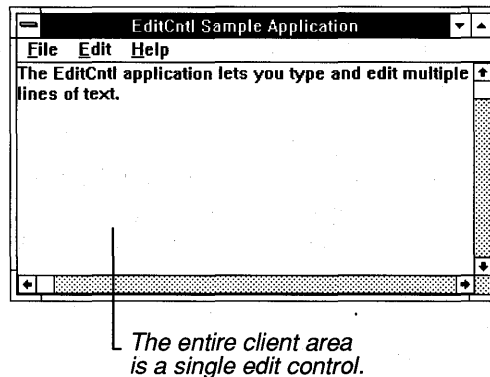 EditCntl Sample Application
File Edit Help
The EditCntl application lets you type and edit multiple
lines of text.
The entire client area
is a single edit control.